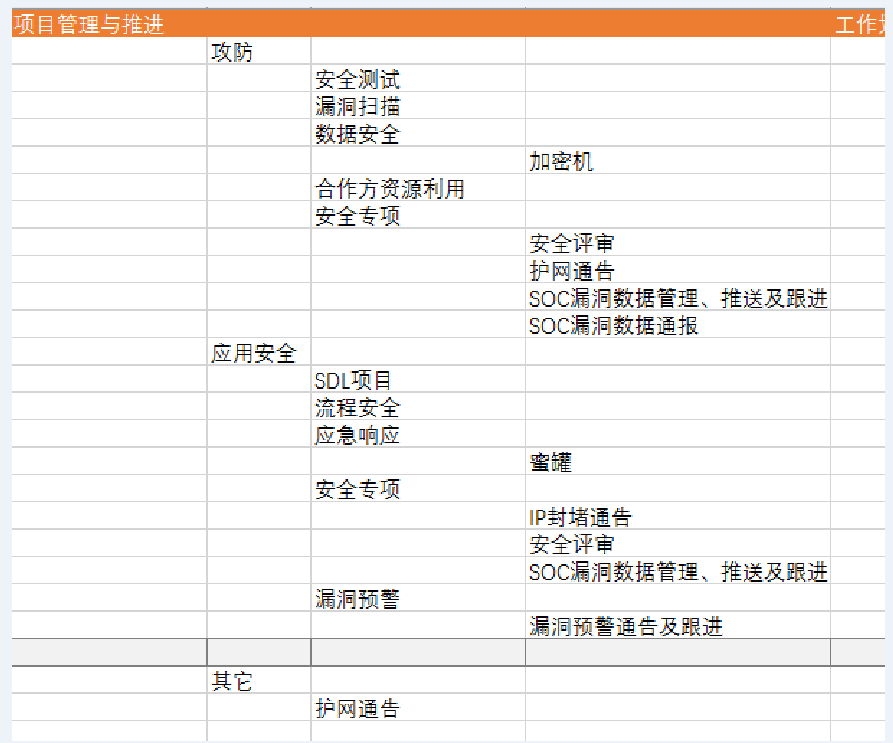 项目管理与推进 工作
攻防
安全测试
漏洞扫描
数据安全
加密机
合作方资源利用
安全专项
安全评审
护网通告
SOC漏洞数据管理、推送及跟进
SOC漏洞数据通报
应用安全
SDL项目
流程安全
应急响应
蜜罐
安全专项
IP封堵通告
安全评审
SOC漏洞数据管理、推送及跟进
漏洞预警
漏洞预警通告及跟进
其它
护网通告